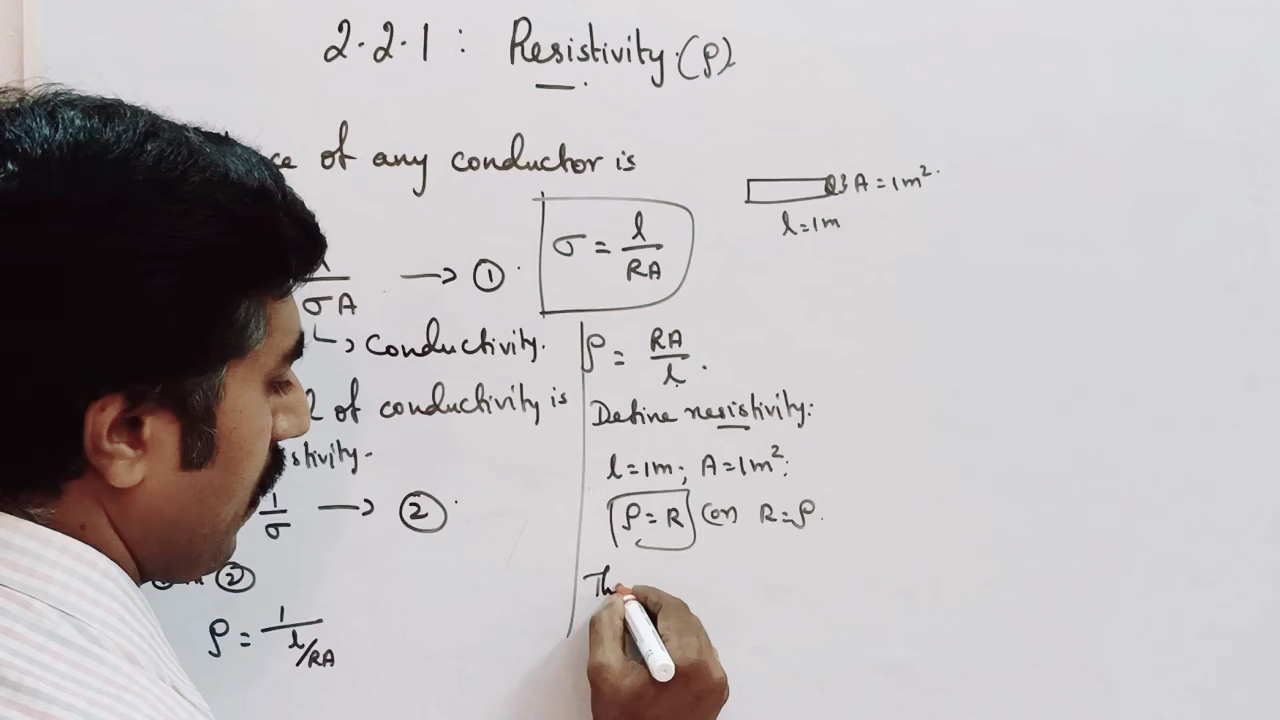 2.2.1 : Resistivity (ρ)
of any conductor is
σA → ①
↳ Conductivity.
of conductivity is
1/σ → ②
②
ρ = 1/(l/RA)
σ = l/RA
ρ = RA/l.
Define resistivity:
l=1m; A=1m²;
ρ=R (or) R=ρ.
Th
A=1m².
l=1m